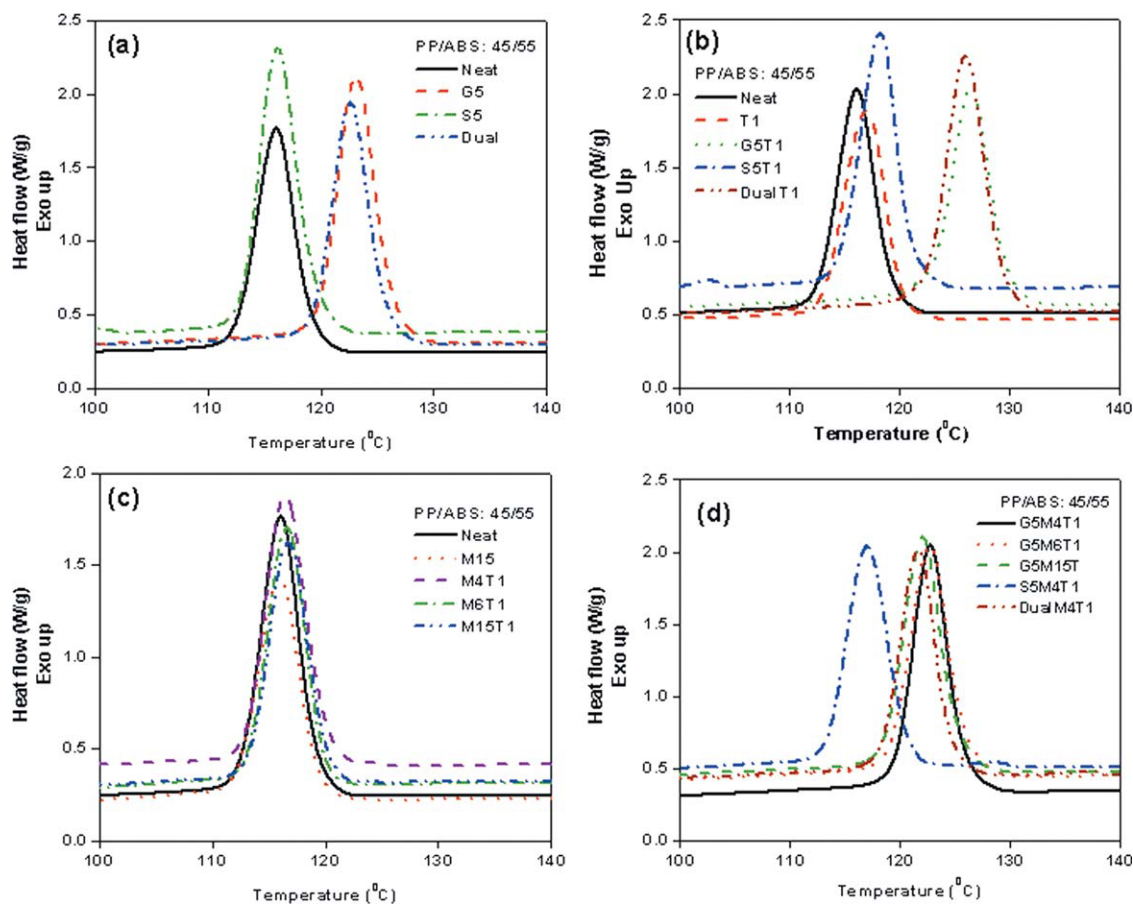 (a)
PP/ABS: 45/55
Neat
G5
S5
Dual
Heat flow (W/g)
Exo up
2.5
2.0
1.5
1.0
0.5
0.0
100
110
120
130
140
Temperature (⁰C)
(b)
PP/ABS: 45/55
Neat
T1
G5T1
S5T1
Dual T1
Heat flow (W/g)
Exo Up
2.5
2.0
1.5
1.0
0.5
0.0
100
110
120
130
140
Temperature (⁰C)
(c)
PP/ABS: 45/55
Neat
M15
M4T1
M6T1
M15T1
Heat flow (W/g)
Exo up
2.0
1.5
1.0
0.5
0.0
100
110
120
130
140
Temperature (⁰C)
(d)
PP/ABS: 45/55
G5M4T1
G5M6T1
G5M15T
S5M4T1
Dual M4T1
Heat flow (W/g)
Exo up
2.5
2.0
1.5
1.0
0.5
0.0
100
110
120
130
140
Temperature (⁰C)